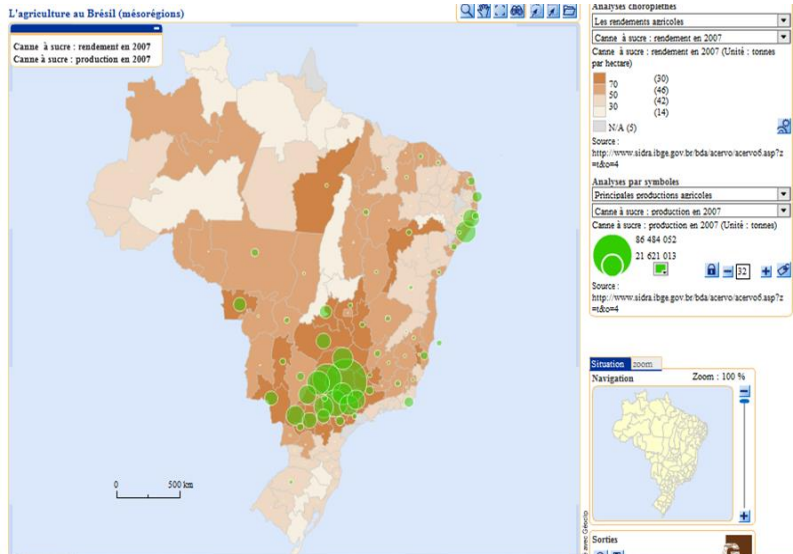 L'agriculture au Brésil (mésorégions)
Canne à sucre : rendement en 2007
Canne à sucre : production en 2007
0 500 km
Analyses choroplèthes
Les rendements agricoles
Canne à sucre : rendement en 2007
Canne à sucre : rendement en 2007 (Unité : tonnes
par hectare)
(30)
70
(46)
50
(42)
30
(14)
N/A (5)
Source :
http://www.sidra.ibge.gov.br/bda/acervo/acervo6.asp?z
=t&o=4
Analyses par symboles
Principales productions agricoles
Canne à sucre : production en 2007
Canne à sucre : production en 2007 (Unité : tonnes)
86 484 052
21 621 013
32
Source :
http://www.sidra.ibge.gov.br/bda/acervo/acervo6.asp?z
=t&o=4
Situation zoom
Navigation Zoom : 100 %
avec Géoclip
Sorties